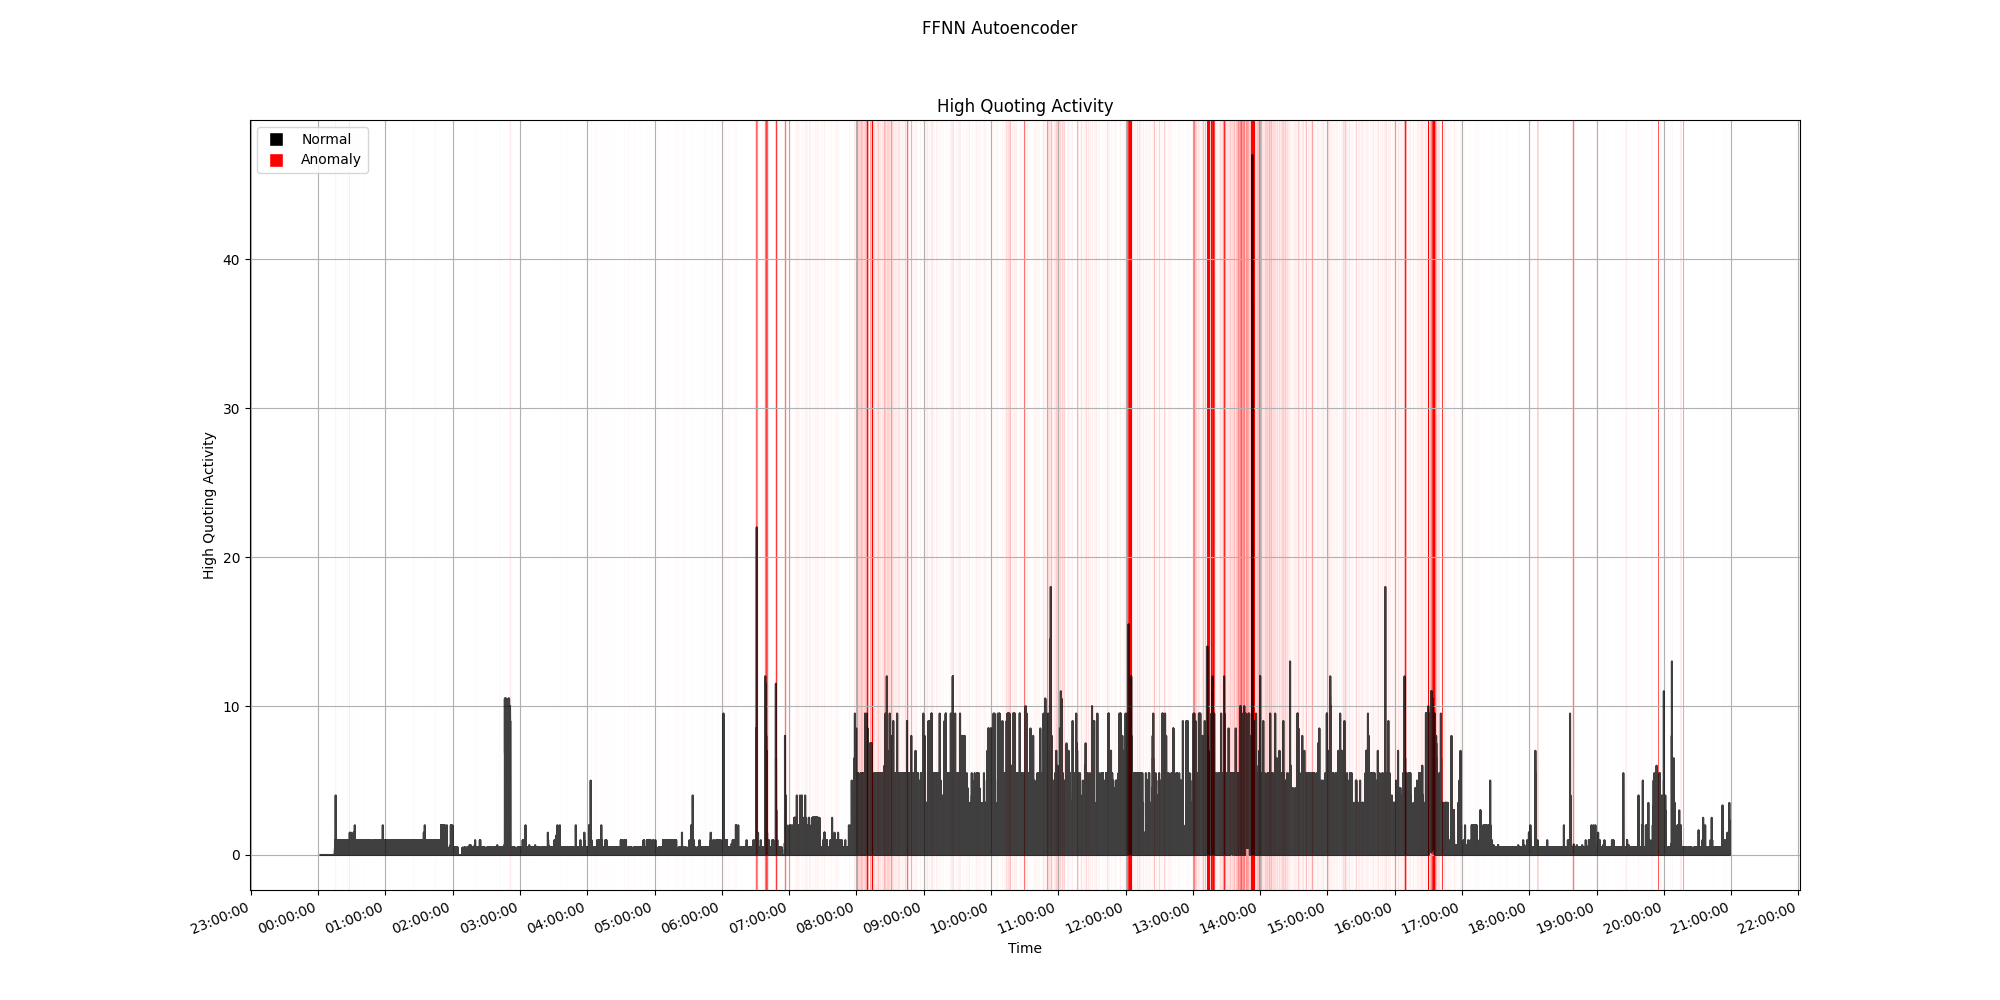 FFNN Autoencoder
High Quoting Activity
Normal
Anomaly
40
30
20
10
0
High Quoting Activity
23:00:00 00:00:00 01:00:00 02:00:00 03:00:00 04:00:00 05:00:00 06:00:00 07:00:00 08:00:00 09:00:00 10:00:00 11:00:00 12:00:00 13:00:00 14:00:00 15:00:00 16:00:00 17:00:00 18:00:00 19:00:00 20:00:00 21:00:00 22:00:00
Time